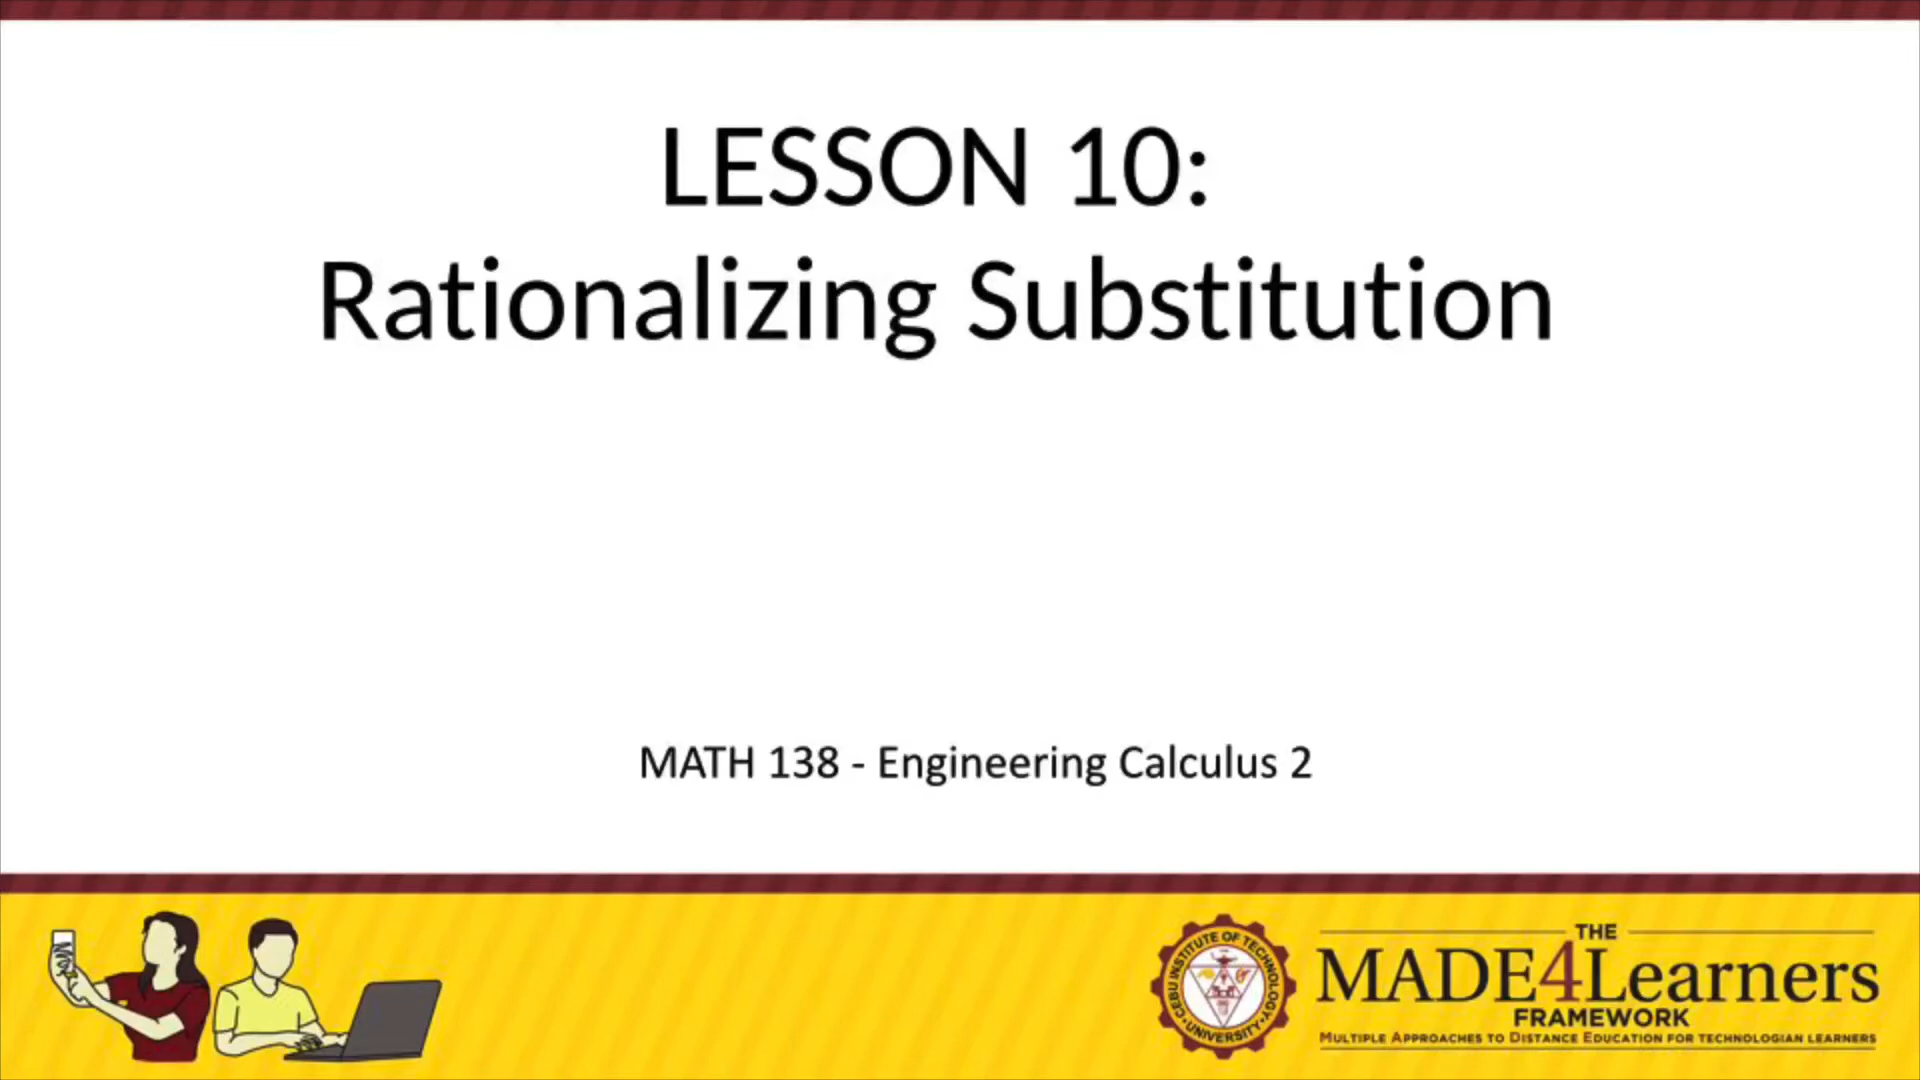 LESSON 10:
Rationalizing Substitution
MATH 138 - Engineering Calculus 2
CEBU INSTITUTE OF TECHNOLOGY
UNIVERSITY
THE
MADE4Learners
FRAMEWORK
MULTIPLE APPROACHES TO DISTANCE EDUCATION FOR TECHNOLOGIAN LEARNERS